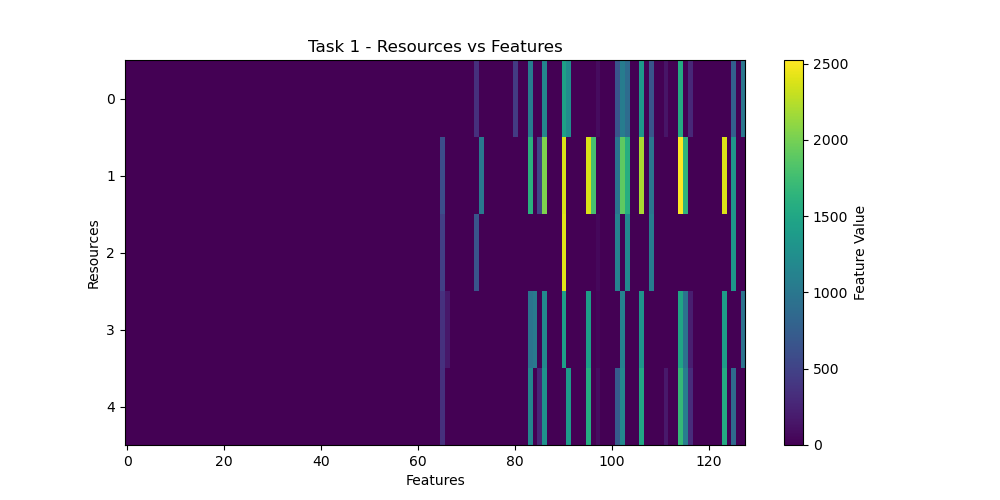 Task 1 - Resources vs Features
Resources
0
1
2
3
4
0 20 40 60 80 100 120
Features
2500
2000
1500
1000
500
0
Feature Value